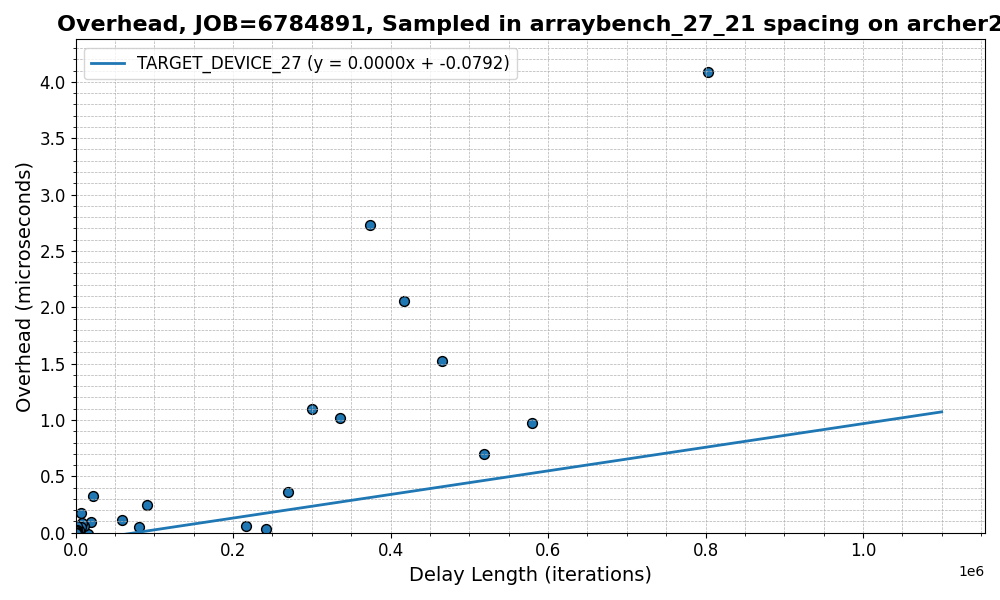 Overhead, JOB=6784891, Sampled in arraybench_27_21 spacing on archer2
TARGET_DEVICE_27 (y = 0.0000x + -0.0792)
Overhead (microseconds)
4.0
3.5
3.0
2.5
2.0
1.5
1.0
0.5
0.0
0.0 0.2 0.4 0.6 0.8 1.0
1e6
Delay Length (iterations)